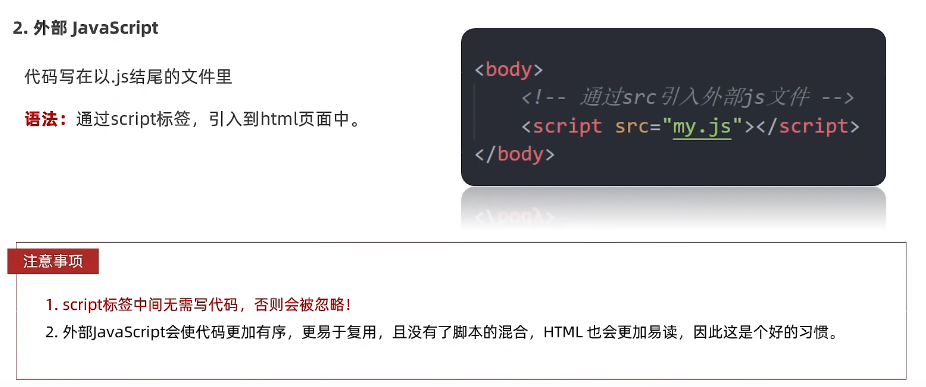 2. 外部 JavaScript
代码写在以.js结尾的文件里
语法：通过script标签，引入到html页面中。
<body>
<!-- 通过src引入外部js文件 -->
<script src="my.js"></script>
</body>
注意事项
1. script标签中间无需写代码，否则会被忽略！
2. 外部JavaScript会使代码更加有序，更易于复用，且没有了脚本的混合，HTML 也会更加易读，因此这是个好的习惯。